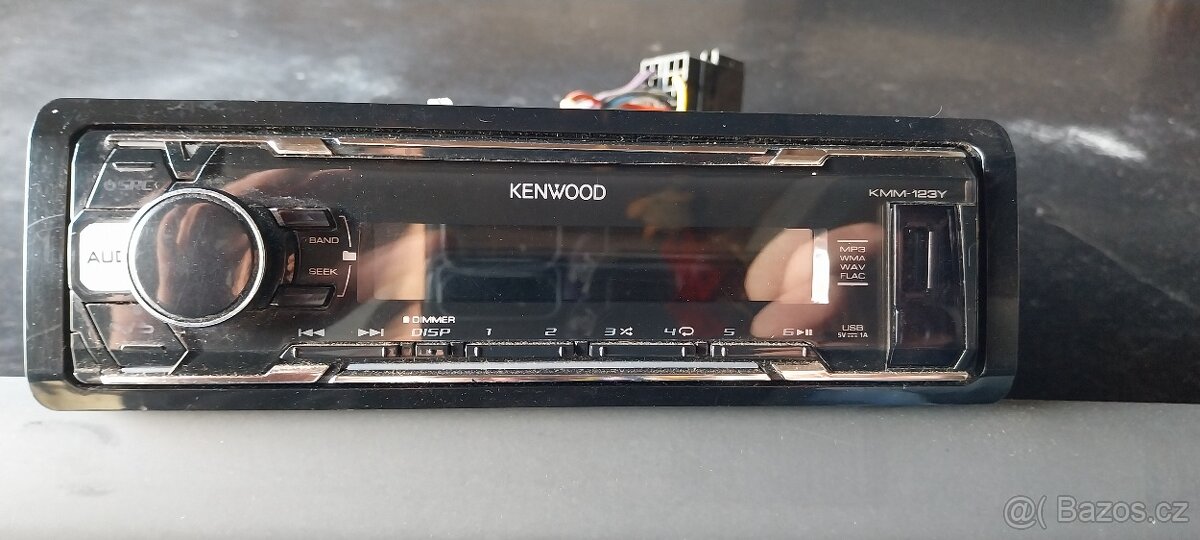 KENWOOD
KMM-123Y
SRC
AUD
BAND
SEEK
MP3
WMA
WAV
FLAC
DIMMER
DISP 1 2 3 4 5 6
USB
5V 1A
@( Bazos.cz